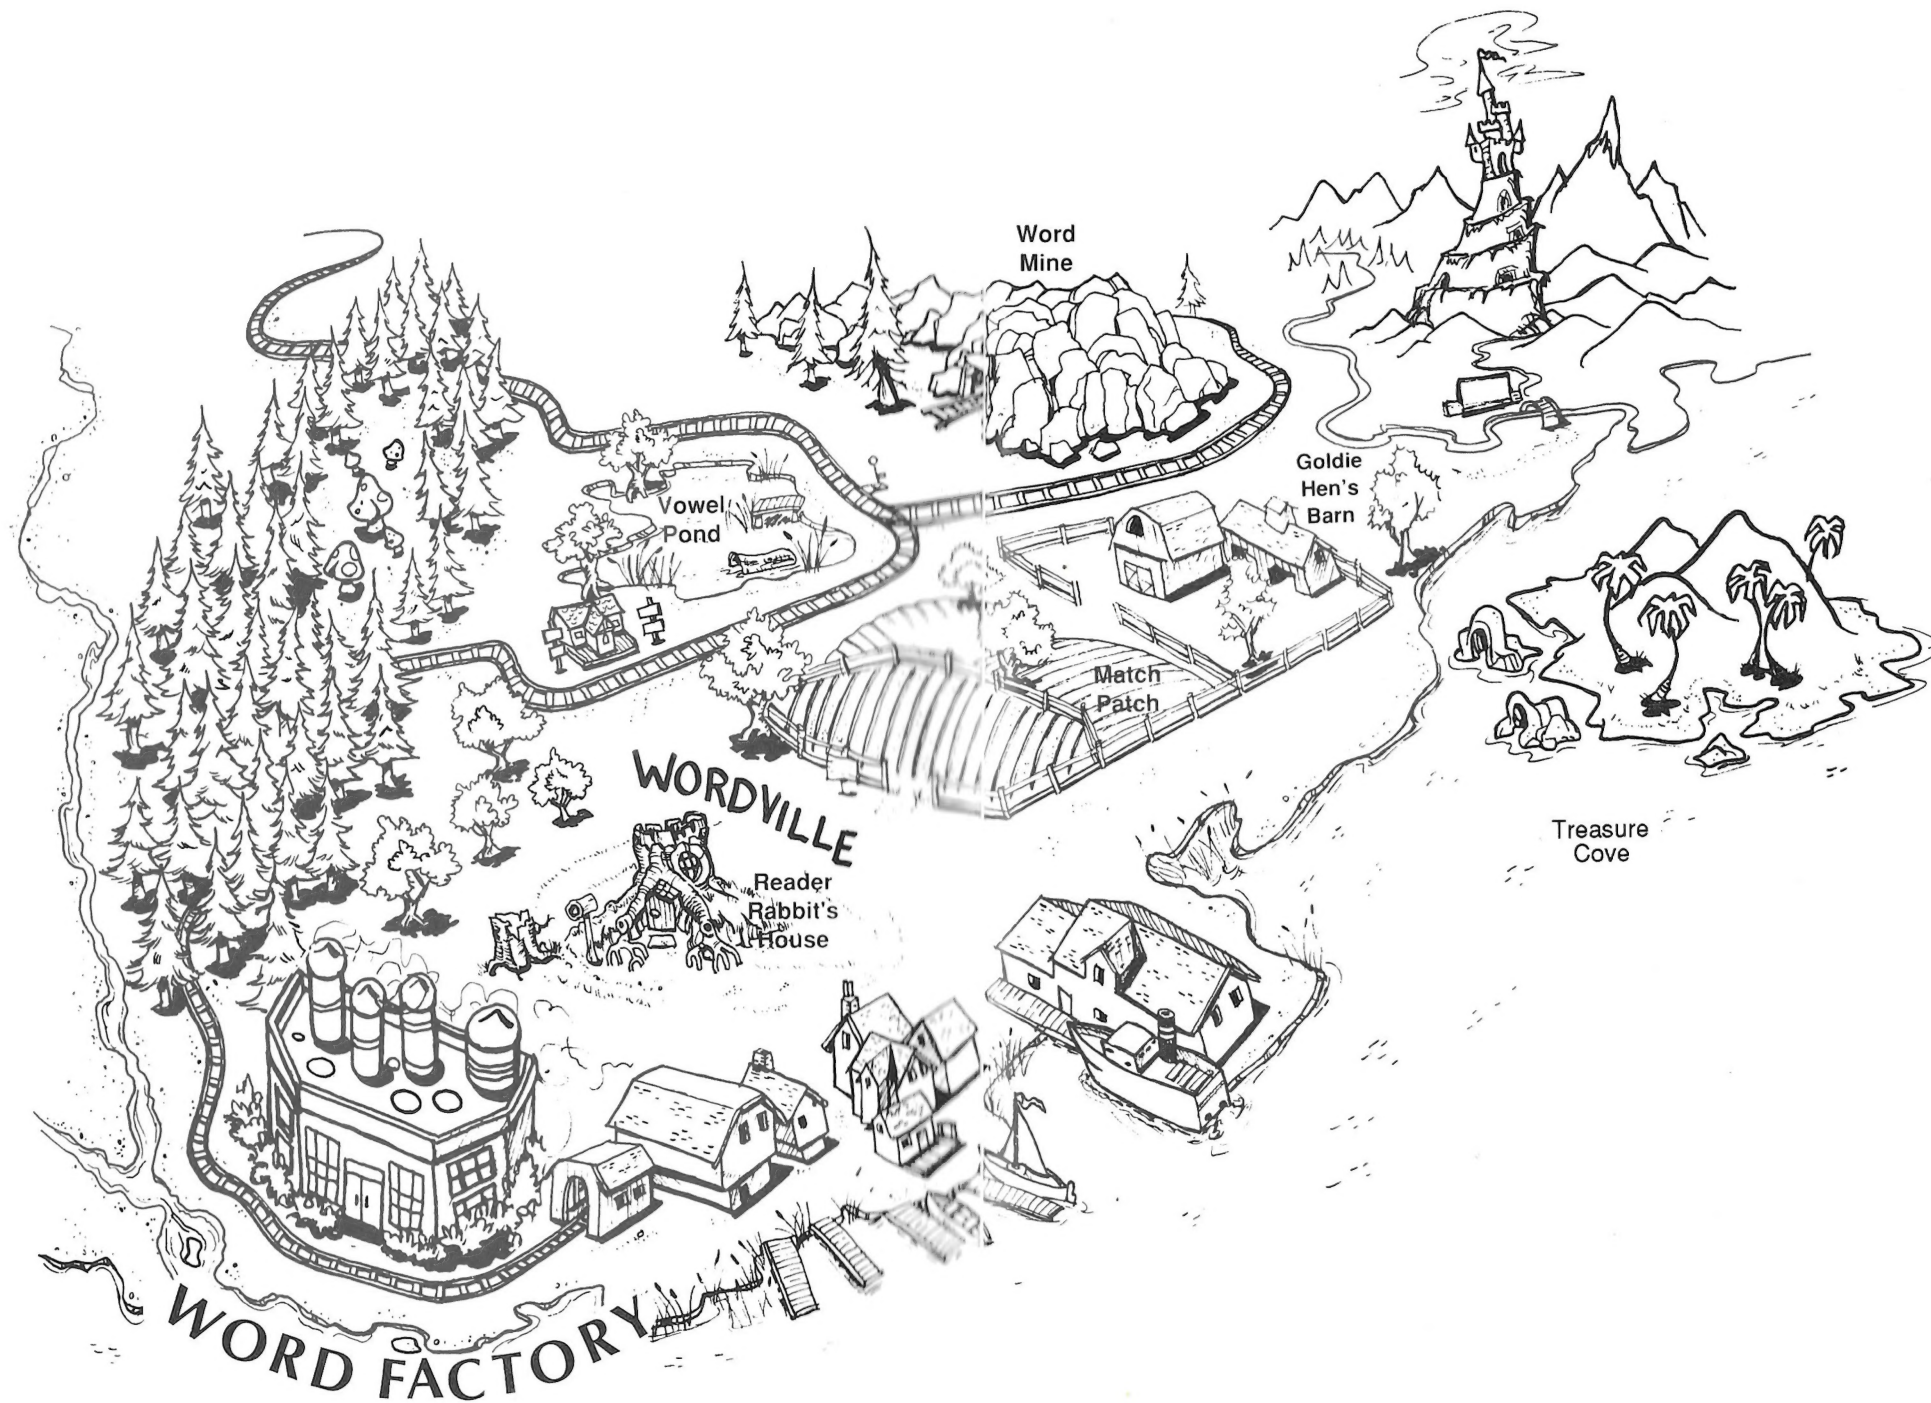 Word
Mine
Goldie
Hen's
Barn
Vowel
Pond
Match
Patch
WORDVILLE
Treasure
Cove
Reader
Rabbit's
House
WORD FACTORY